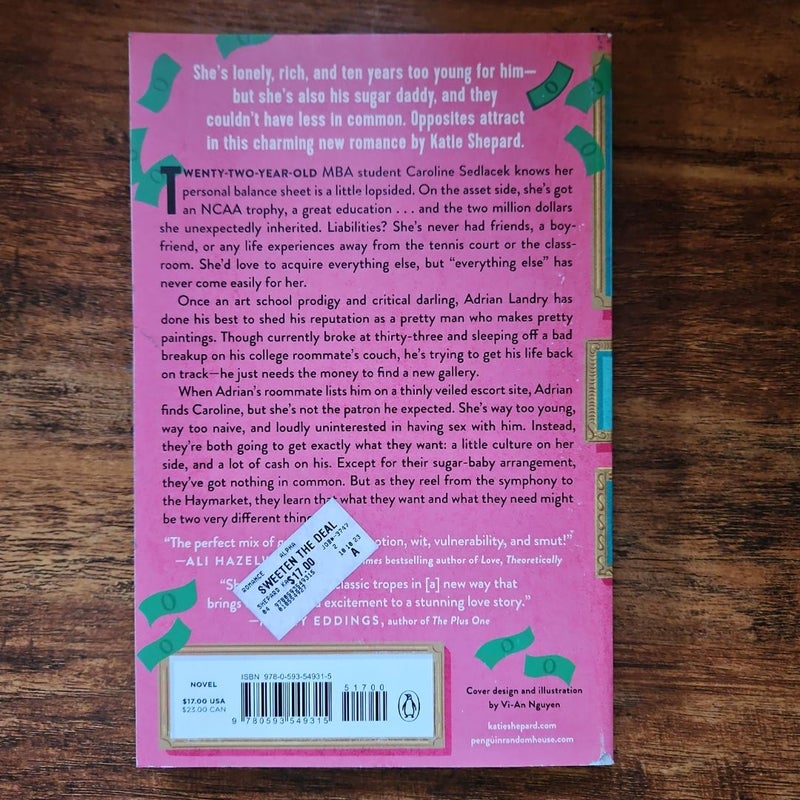 She's lonely, rich, and ten years too young for him—
but she's also his sugar daddy, and they
couldn't have less in common. Opposites attract
in this charming new romance by Katie Shepard.
TWENTY-TWO-YEAR-OLD MBA student Caroline Sedlacek knows her
personal balance sheet is a little lopsided. On the asset side, she's got
an NCAA trophy, a great education . . . and the two million dollars
she unexpectedly inherited. Liabilities? She's never had friends, a boy-
friend, or any life experiences away from the tennis court or the class-
room. She'd love to acquire everything else, but "everything else" has
never come easily for her.
Once an art school prodigy and critical darling, Adrian Landry has
done his best to shed his reputation as a pretty man who makes pretty
paintings. Though currently broke at thirty-three and sleeping off a bad
breakup on his college roommate's couch, he's trying to get his life back
on track—he just needs the money to find a new gallery.
When Adrian's roommate lists him on a thinly veiled escort site, Adrian
finds Caroline, but she's not the patron he expected. She's way too young,
way too naive, and loudly uninterested in having sex with him. Instead,
they're both going to get exactly what they want: a little culture on her
side, and a lot of cash on his. Except for their sugar-baby arrangement,
they've got nothing in common. But as they reel from the symphony to
the Haymarket, they learn that what they want and what they need might
be two very different thing
"The perfect mix of otion, wit, vulnerability, and smut!"
—ALI HAZELW imes bestselling author of Love, Theoretically
"Sh classic tropes in [a] new way that
brings excitement to a stunning love story."
EDDINGS, author of The Plus One
ROMANCE ALPHA
SWEETEN THE DEAL
SHEPARD $17.00
A
9780593549315
NOVEL
$17.00 USA
$23.00 CAN
ISBN 978-0-593-54931-5
51700
9 780593 549315
Cover design and illustration
by Vi-An Nguyen
katieshepard.com
penguinrandomhouse.com